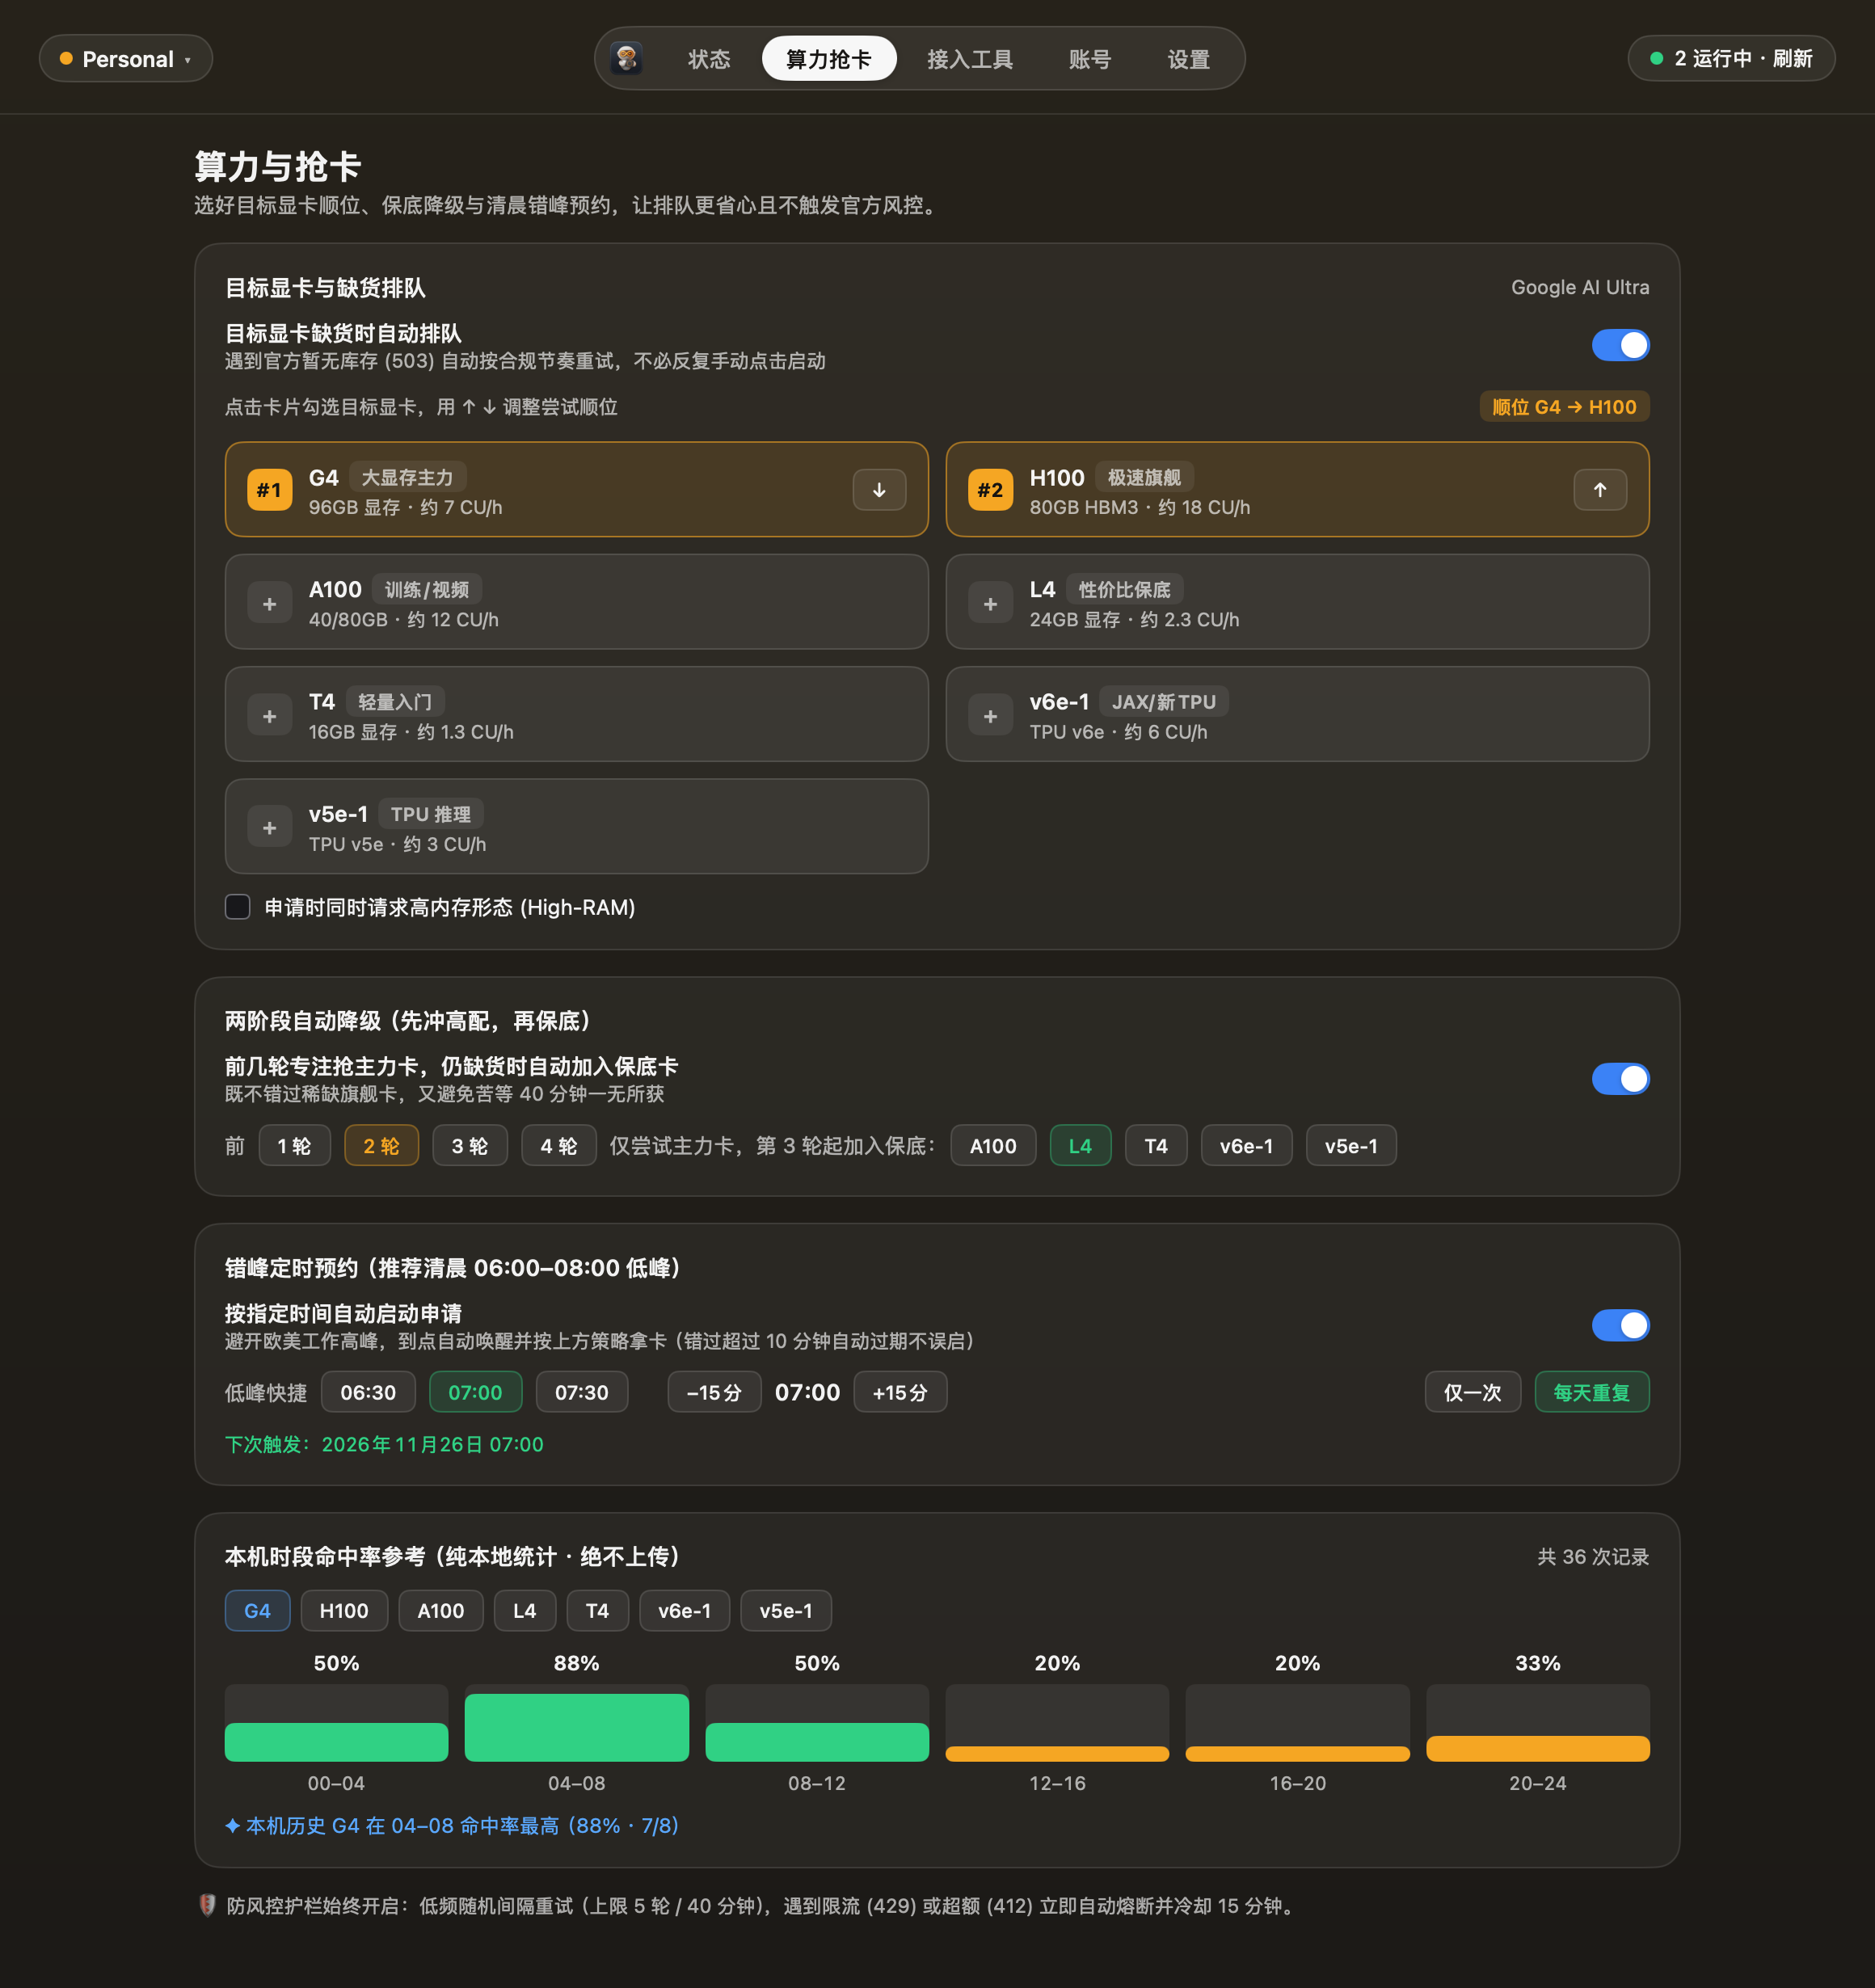 Personal ▾
状态
算力抢卡
接入工具
账号
设置
2 运行中 · 刷新
算力与抢卡
选好目标显卡顺位、保底降级与清晨错峰预约，让排队更省心且不触发官方风控。
目标显卡与缺货排队
Google AI Ultra
目标显卡缺货时自动排队
遇到官方暂无库存 (503) 自动按合规节奏重试，不必反复手动点击启动
点击卡片勾选目标显卡，用 ↑ ↓ 调整尝试顺位
顺位 G4 → H100
#1
G4 大显存主力
96GB 显存 · 约 7 CU/h
↓
#2
H100 极速旗舰
80GB HBM3 · 约 18 CU/h
↑
+
A100 训练/视频
40/80GB · 约 12 CU/h
+
L4 性价比保底
24GB 显存 · 约 2.3 CU/h
+
T4 轻量入门
16GB 显存 · 约 1.3 CU/h
+
v6e-1 JAX/新TPU
TPU v6e · 约 6 CU/h
+
v5e-1 TPU 推理
TPU v5e · 约 3 CU/h
申请时同时请求高内存形态 (High-RAM)
两阶段自动降级（先冲高配，再保底）
前几轮专注抢主力卡，仍缺货时自动加入保底卡
既不错过稀缺旗舰卡，又避免苦等 40 分钟一无所获
前 1 轮 2 轮 3 轮 4 轮 仅尝试主力卡，第 3 轮起加入保底： A100 L4 T4 v6e-1 v5e-1
错峰定时预约（推荐清晨 06:00–08:00 低峰）
按指定时间自动启动申请
避开欧美工作高峰，到点自动唤醒并按上方策略拿卡（错过超过 10 分钟自动过期不误启）
低峰快捷 06:30 07:00 07:30 −15分 07:00 +15分 仅一次 每天重复
下次触发：2026年11月26日 07:00
本机时段命中率参考（纯本地统计 · 绝不上传）
共 36 次记录
G4 H100 A100 L4 T4 v6e-1 v5e-1
50% 88% 50% 20% 20% 33%
00–04 04–08 08–12 12–16 16–20 20–24
✦ 本机历史 G4 在 04–08 命中率最高（88% · 7/8）
防风控护栏始终开启：低频随机间隔重试（上限 5 轮 / 40 分钟），遇到限流 (429) 或超额 (412) 立即自动熔断并冷却 15 分钟。